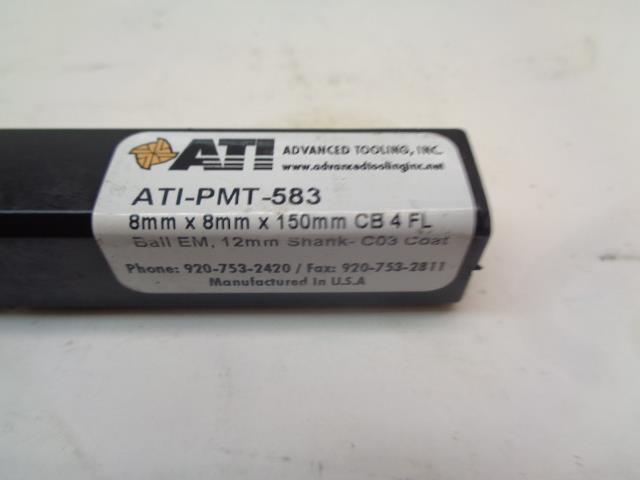 ATI ADVANCED TOOLING, INC.
www.advancedtoolinginc.net
ATI-PMT-583
8mm x 8mm x 150mm CB 4 FL
Ball EM, 12mm Shank- C03 Coat
Phone: 920-753-2420 / Fax: 920-753-2811
Manufactured In U.S.A